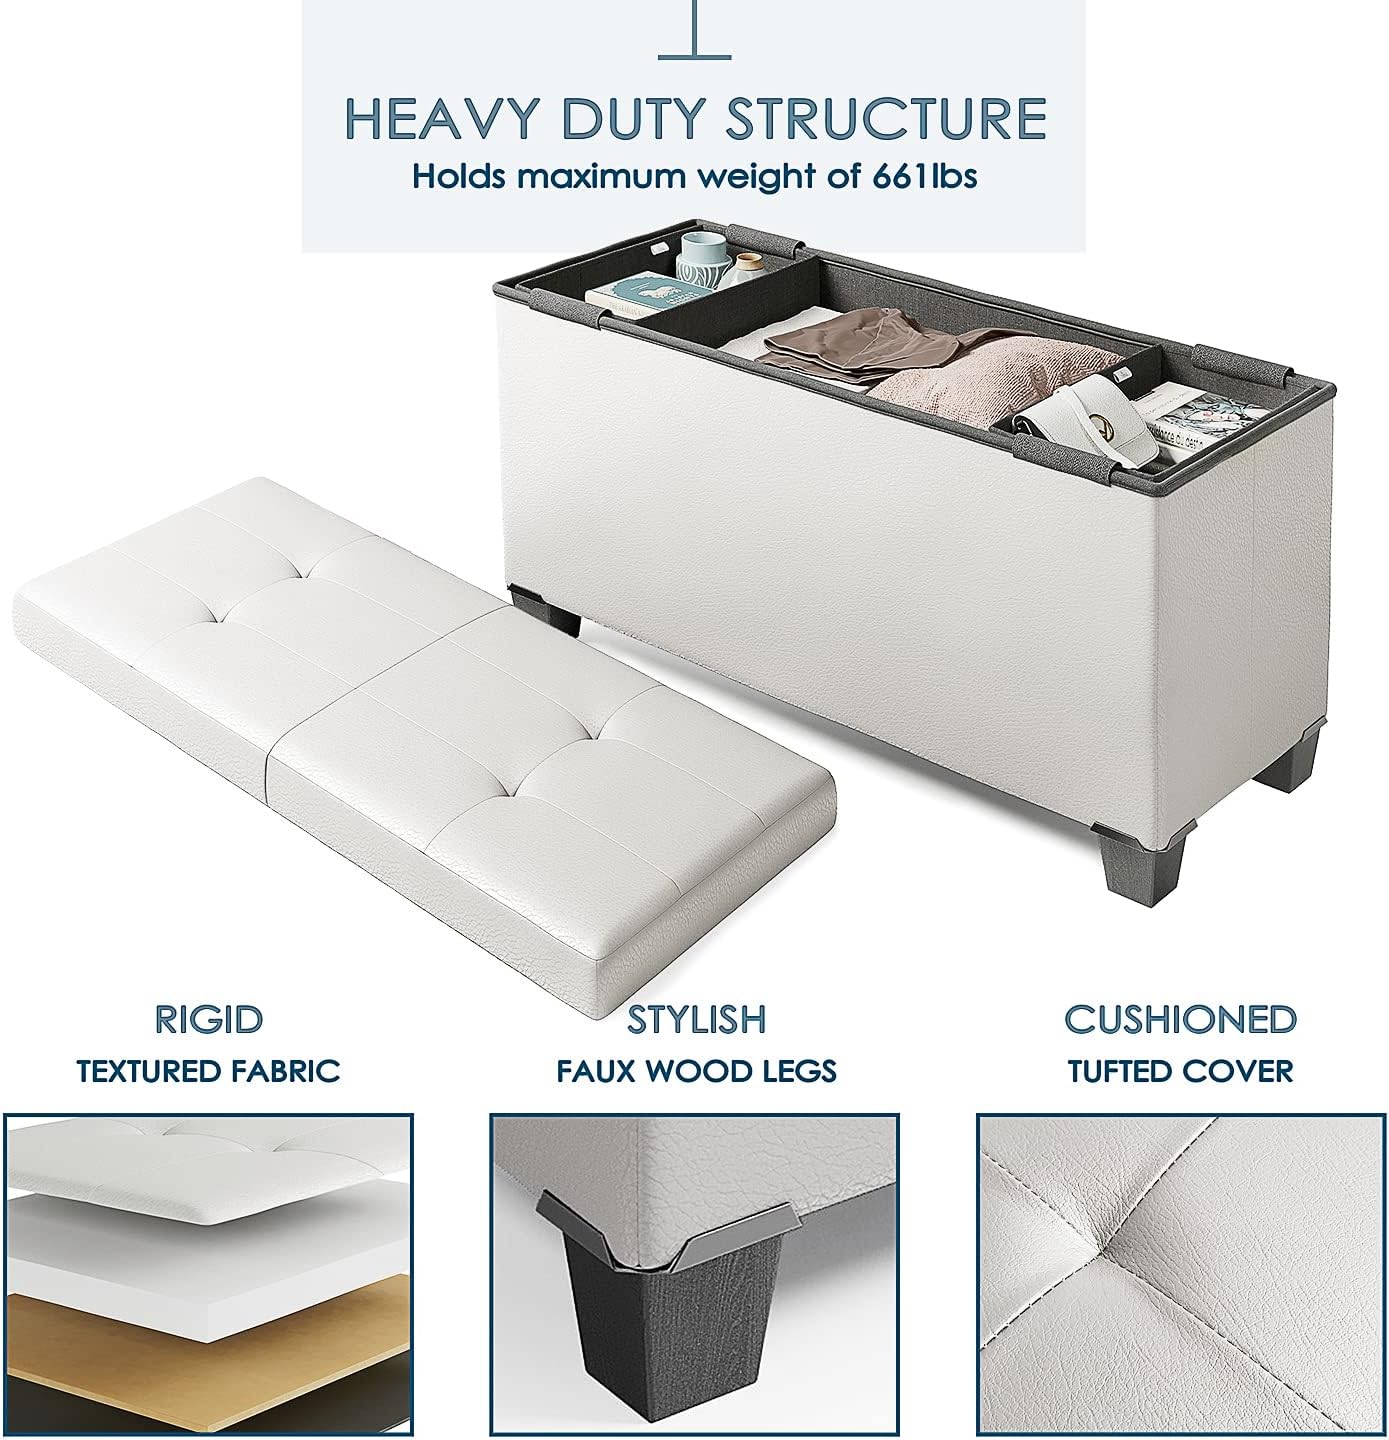 HEAVY DUTY STRUCTURE
Holds maximum weight of 661lbs
RIGID
TEXTURED FABRIC
STYLISH
FAUX WOOD LEGS
CUSHIONED
TUFTED COVER